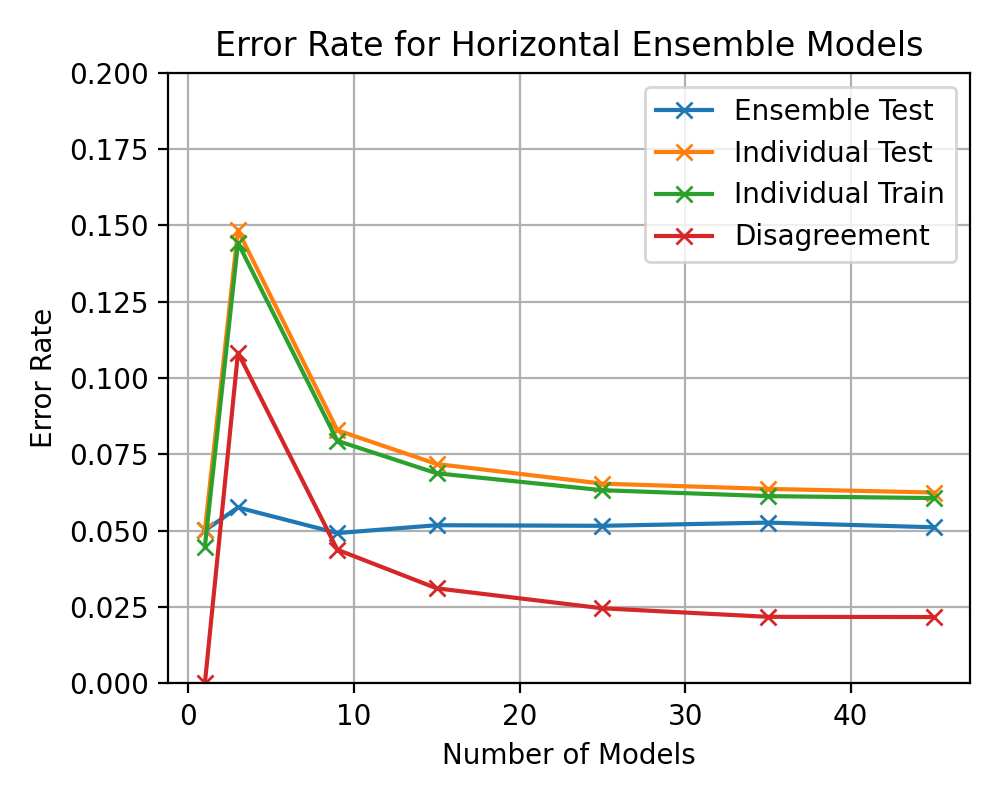 Error Rate for Horizontal Ensemble Models
0.200
0.175
0.150
0.125
0.100
0.075
0.050
0.025
0.000
Error Rate
Ensemble Test
Individual Test
Individual Train
Disagreement
0 10 20 30 40
Number of Models